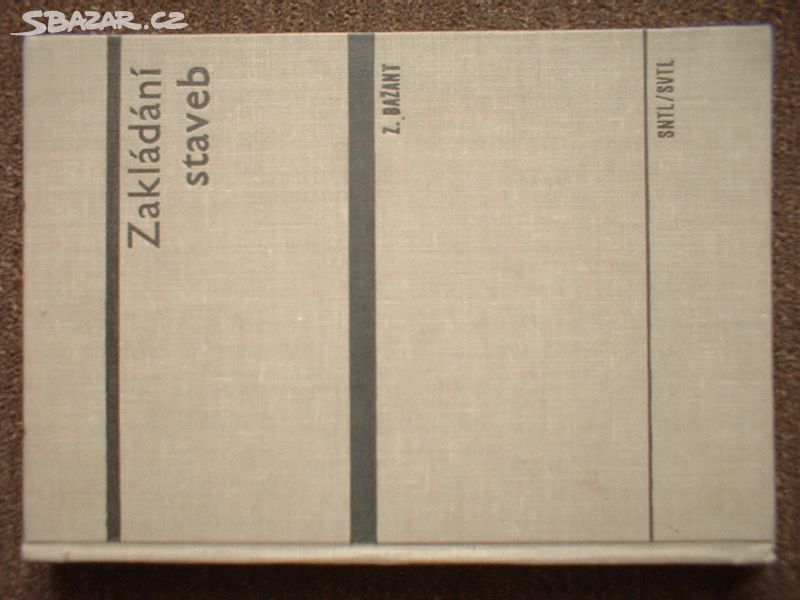 SBAZAR.CZ
Zakládání
staveb
Z. BAŽANT
SNTL/SVTL